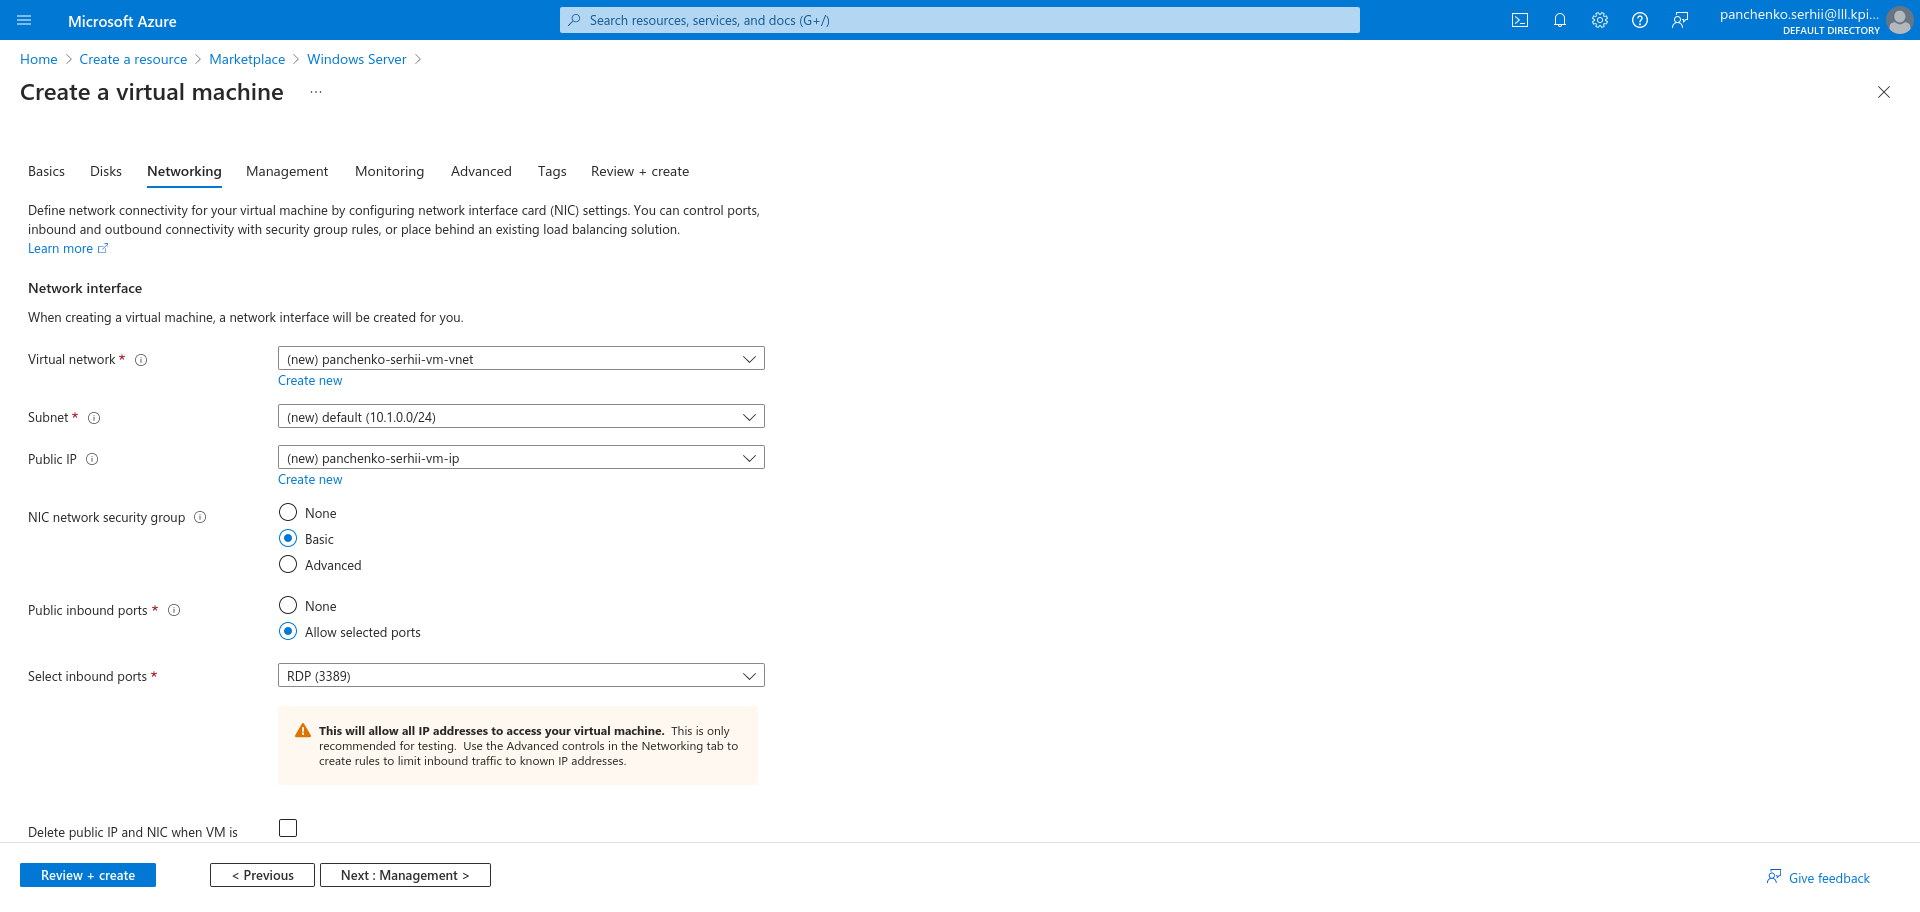 Microsoft Azure
Search resources, services, and docs (G+/)
panchenko.serhii@lll.kpi...
DEFAULT DIRECTORY
Home > Create a resource > Marketplace > Windows Server >
Create a virtual machine ...
Basics Disks Networking Management Monitoring Advanced Tags Review + create
Define network connectivity for your virtual machine by configuring network interface card (NIC) settings. You can control ports,
inbound and outbound connectivity with security group rules, or place behind an existing load balancing solution.
Learn more
Network interface
When creating a virtual machine, a network interface will be created for you.
Virtual network * (new) panchenko-serhii-vm-vnet
Create new
Subnet * (new) default (10.1.0.0/24)
Public IP (new) panchenko-serhii-vm-ip
Create new
NIC network security group
None
Basic
Advanced
Public inbound ports *
None
Allow selected ports
Select inbound ports * RDP (3389)
This will allow all IP addresses to access your virtual machine. This is only
recommended for testing. Use the Advanced controls in the Networking tab to
create rules to limit inbound traffic to known IP addresses.
Delete public IP and NIC when VM is
Review + create < Previous Next : Management > Give feedback